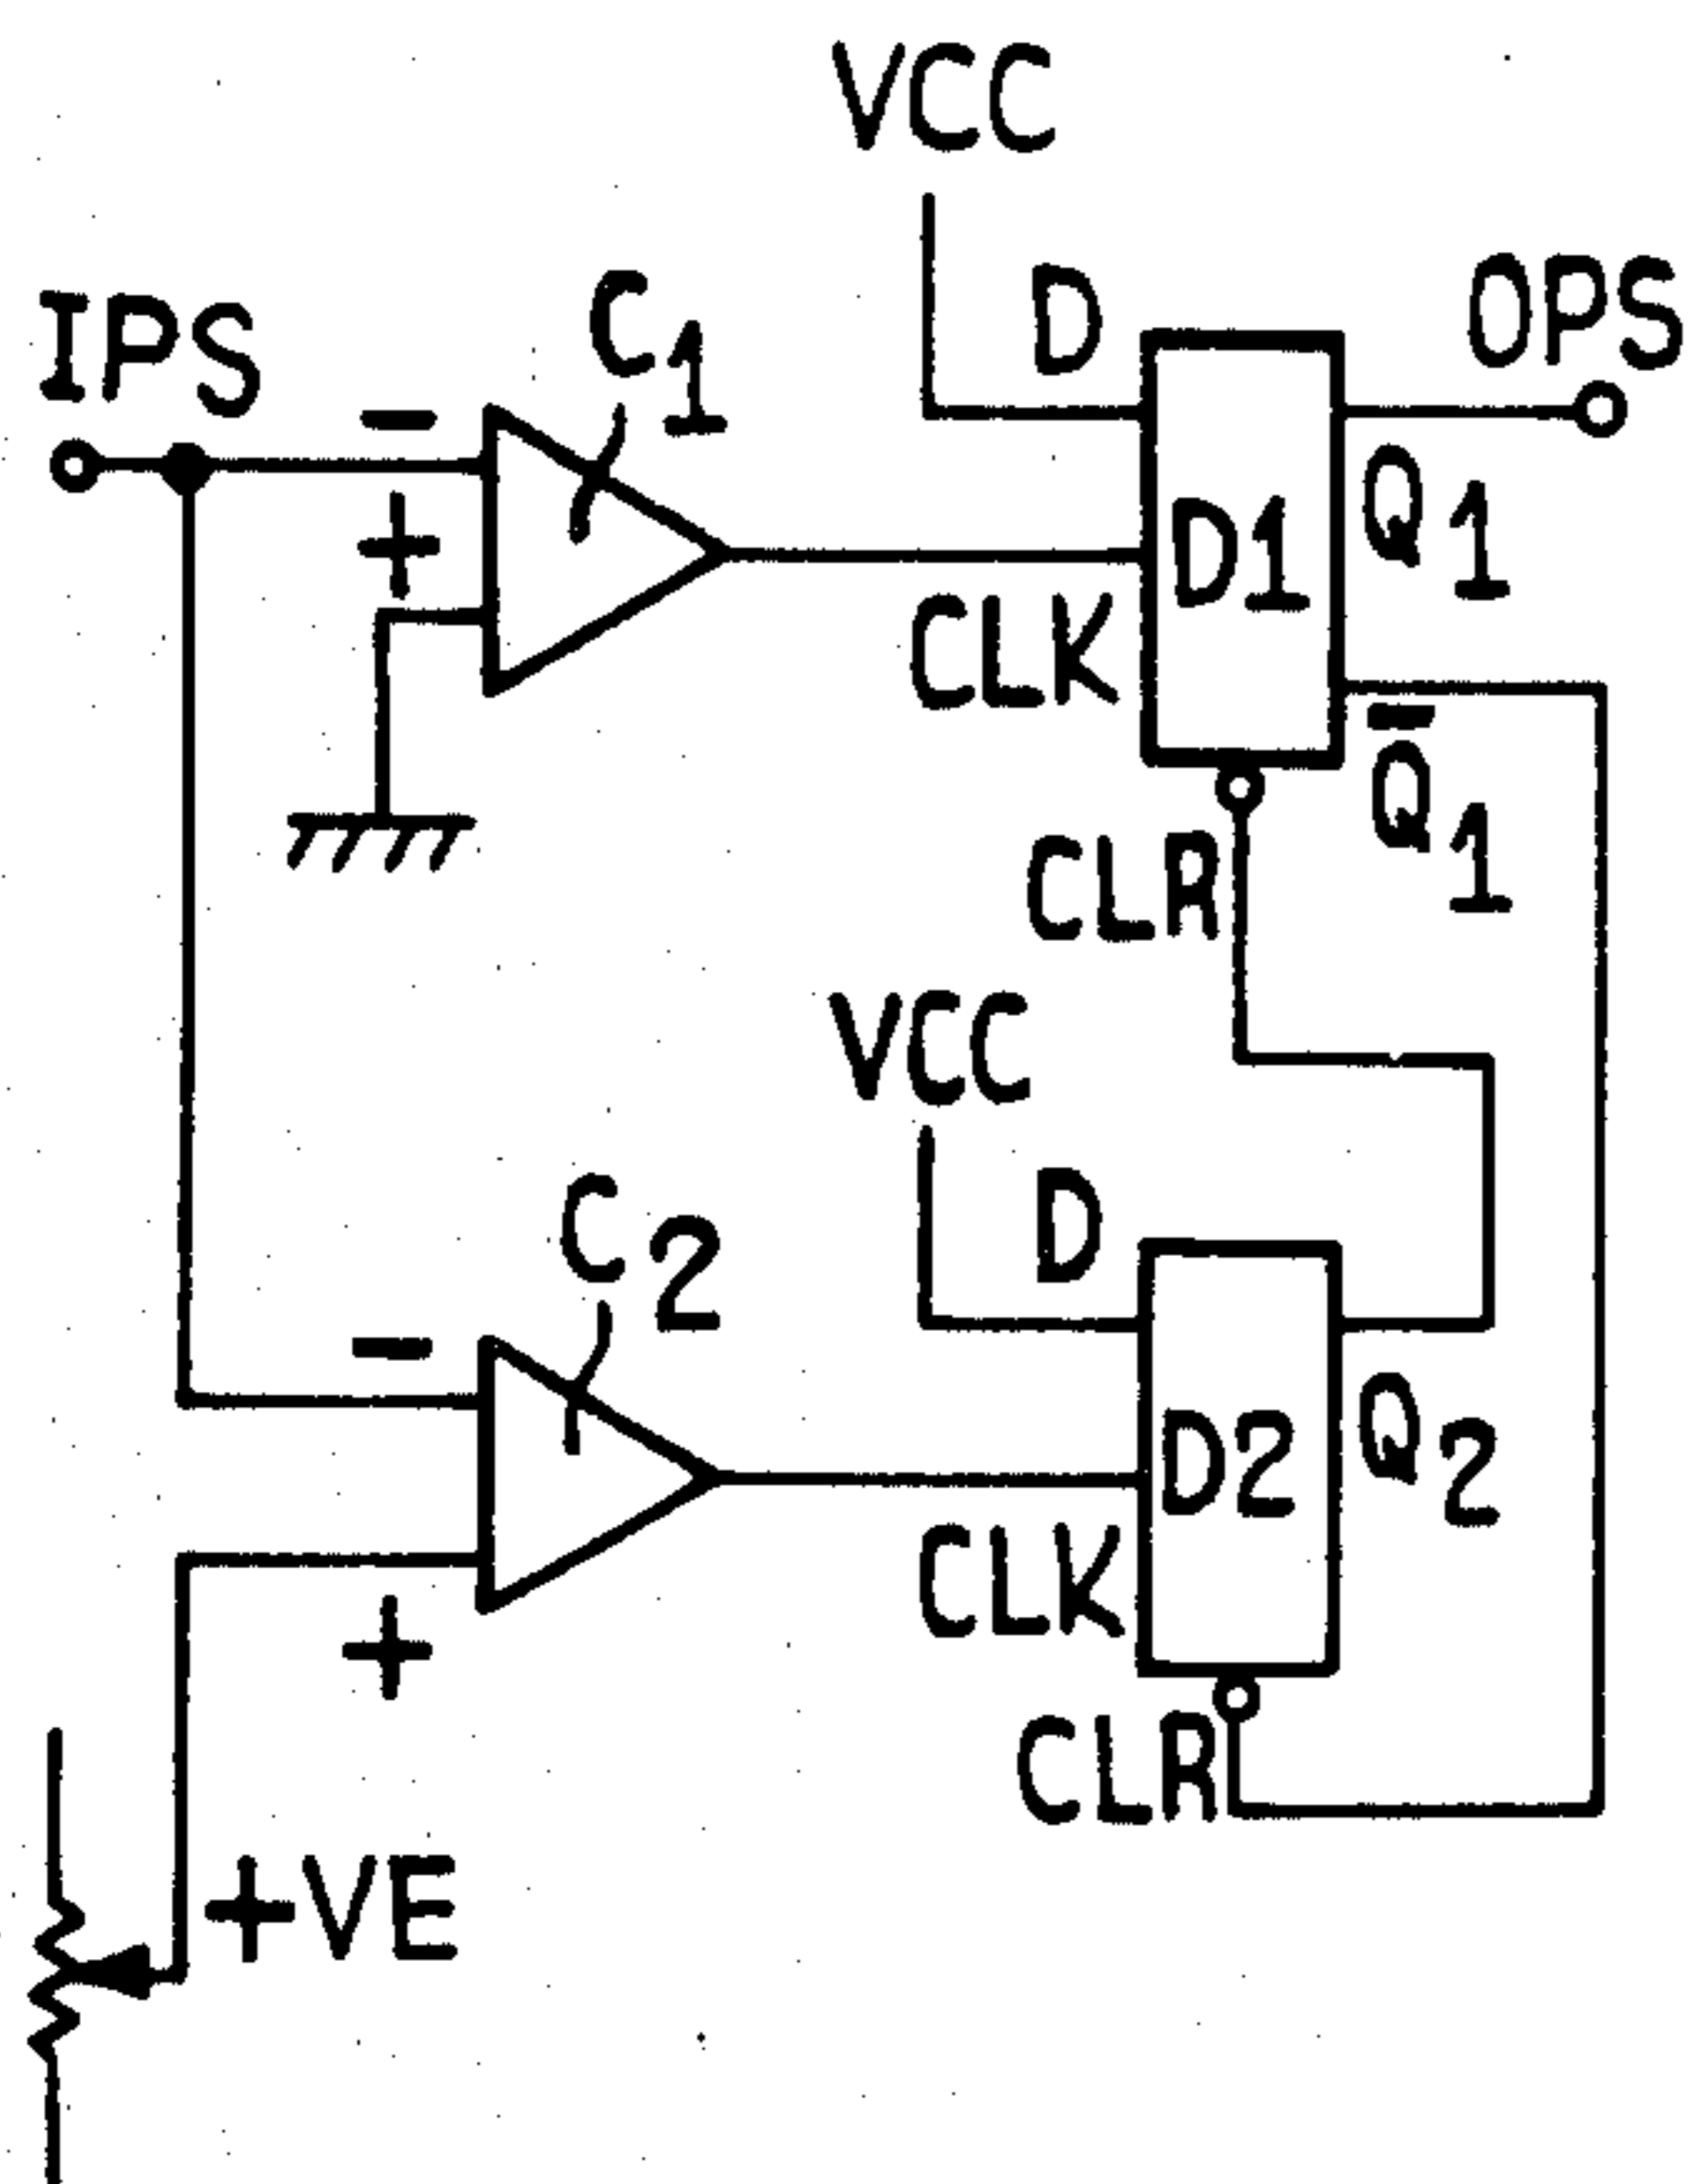 VCC
IPS
C1
D
OPS
-
+
D1
Q1
CLK
Q̄1
CLR
VCC
C2
D
-
D2
Q2
CLK
+
CLR
+VE